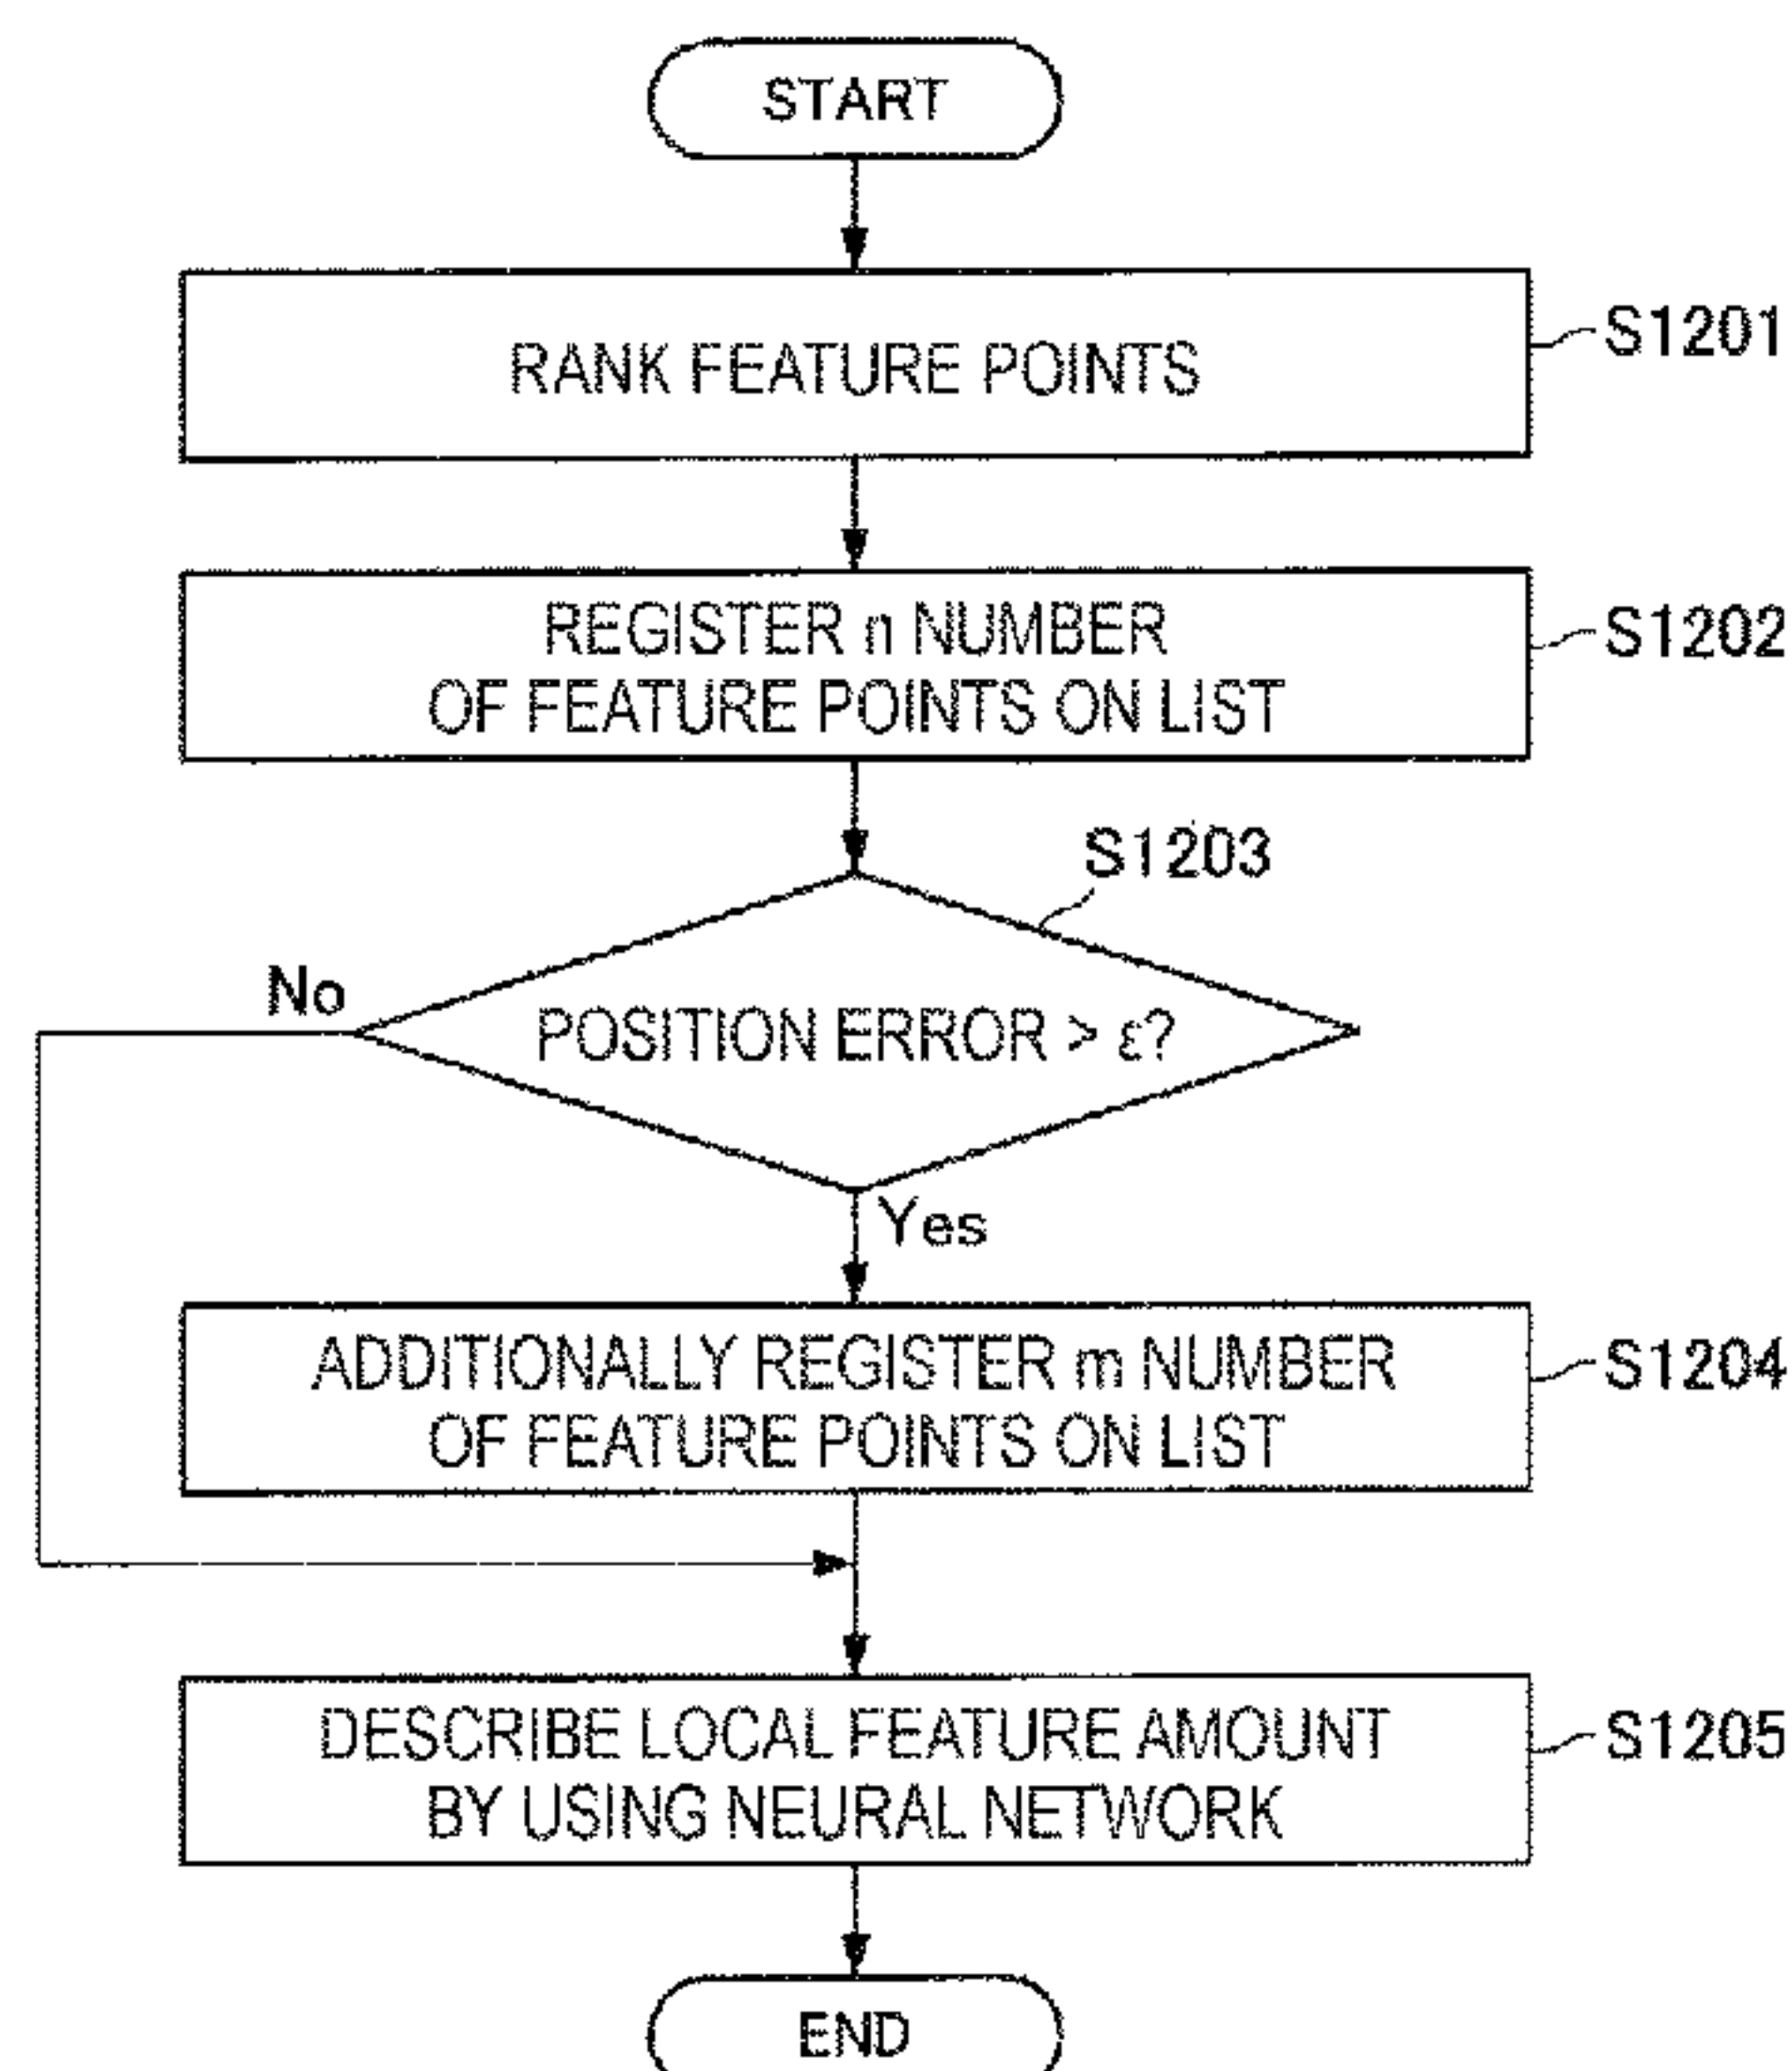 START
RANK FEATURE POINTS
S1201
REGISTER n NUMBER
OF FEATURE POINTS ON LIST
S1202
S1203
No
POSITION ERROR > ε?
Yes
ADDITIONALLY REGISTER m NUMBER
OF FEATURE POINTS ON LIST
S1204
DESCRIBE LOCAL FEATURE AMOUNT
BY USING NEURAL NETWORK
S1205
END